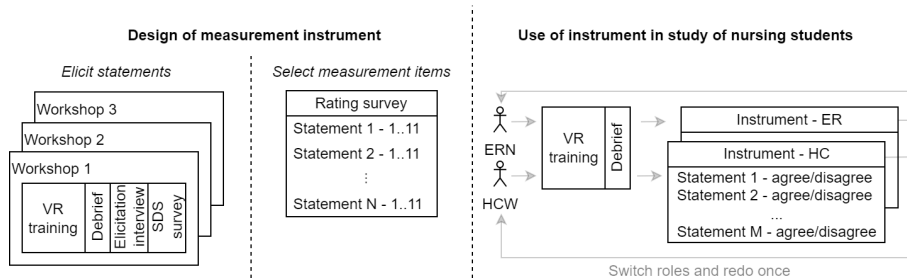 Design of measurement instrument
Elicit statements
Workshop 3
Workshop 2
Workshop 1
VR
training
Debrief
Elicitation
interview
SDS
survey
Select measurement items
Rating survey
Statement 1 - 1..11
Statement 2 - 1..11
⋮
Statement N - 1..11
Use of instrument in study of nursing students
ERN
HCW
VR
training
Debrief
Instrument - ER
Instrument - HC
Statement 1 - agree/disagree
Statement 2 - agree/disagree
...
Statement M - agree/disagree
Switch roles and redo once